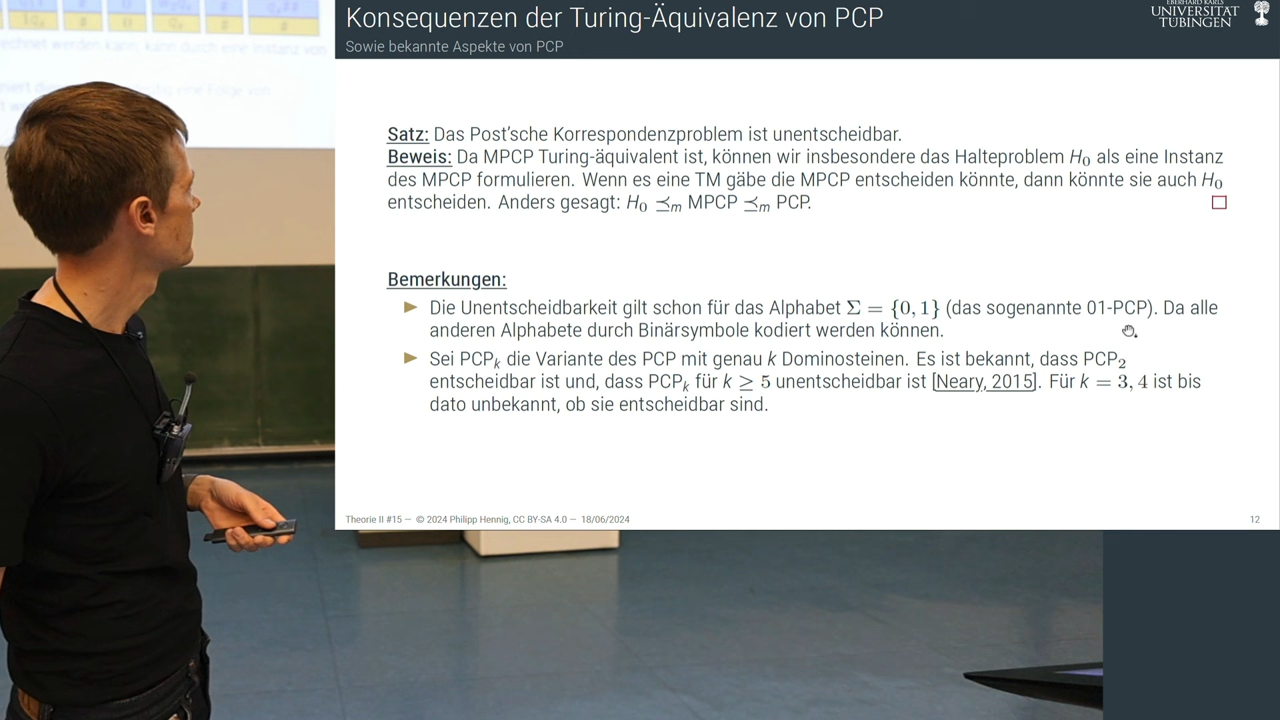 Konsequenzen der Turing-Äquivalenz von PCP
Sowie bekannte Aspekte von PCP
EBERHARD KARLS
UNIVERSITÄT
TÜBINGEN
Satz: Das Post'sche Korrespondenzproblem ist unentscheidbar.
Beweis: Da MPCP Turing-äquivalent ist, können wir insbesondere das Halteproblem H₀ als eine Instanz
des MPCP formulieren. Wenn es eine TM gäbe die MPCP entscheiden könnte, dann könnte sie auch H₀
entscheiden. Anders gesagt: H₀ ⪯ₘ MPCP ⪯ₘ PCP. □
Bemerkungen:
▶ Die Unentscheidbarkeit gilt schon für das Alphabet Σ = {0, 1} (das sogenannte 01-PCP). Da alle
anderen Alphabete durch Binärsymbole kodiert werden können.
▶ Sei PCPₖ die Variante des PCP mit genau k Dominosteinen. Es ist bekannt, dass PCP₂
entscheidbar ist und, dass PCPₖ für k ≥ 5 unentscheidbar ist [Neary, 2015]. Für k = 3, 4 ist bis
dato unbekannt, ob sie entscheidbar sind.
Theorie II #15 — © 2024 Philipp Hennig, CC BY-SA 4.0 — 18/06/2024
12